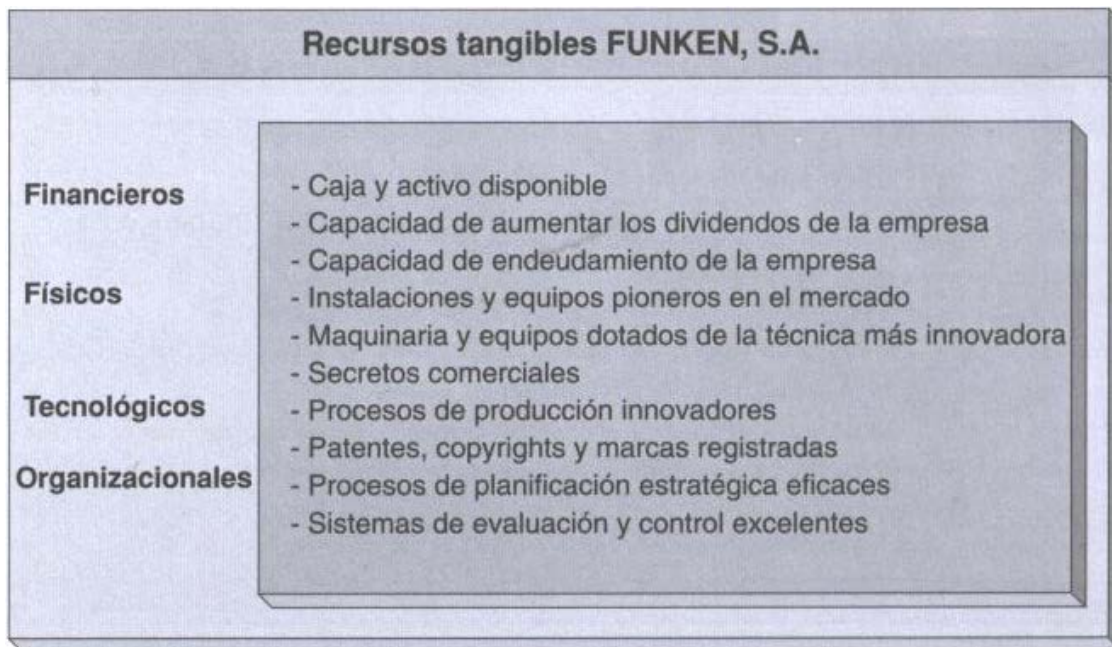 Recursos tangibles FUNKEN, S.A.
Financieros
- Caja y activo disponible
- Capacidad de aumentar los dividendos de la empresa
- Capacidad de endeudamiento de la empresa
Físicos
- Instalaciones y equipos pioneros en el mercado
- Maquinaria y equipos dotados de la técnica más innovadora
- Secretos comerciales
Tecnológicos
- Procesos de producción innovadores
- Patentes, copyrights y marcas registradas
Organizacionales
- Procesos de planificación estratégica eficaces
- Sistemas de evaluación y control excelentes